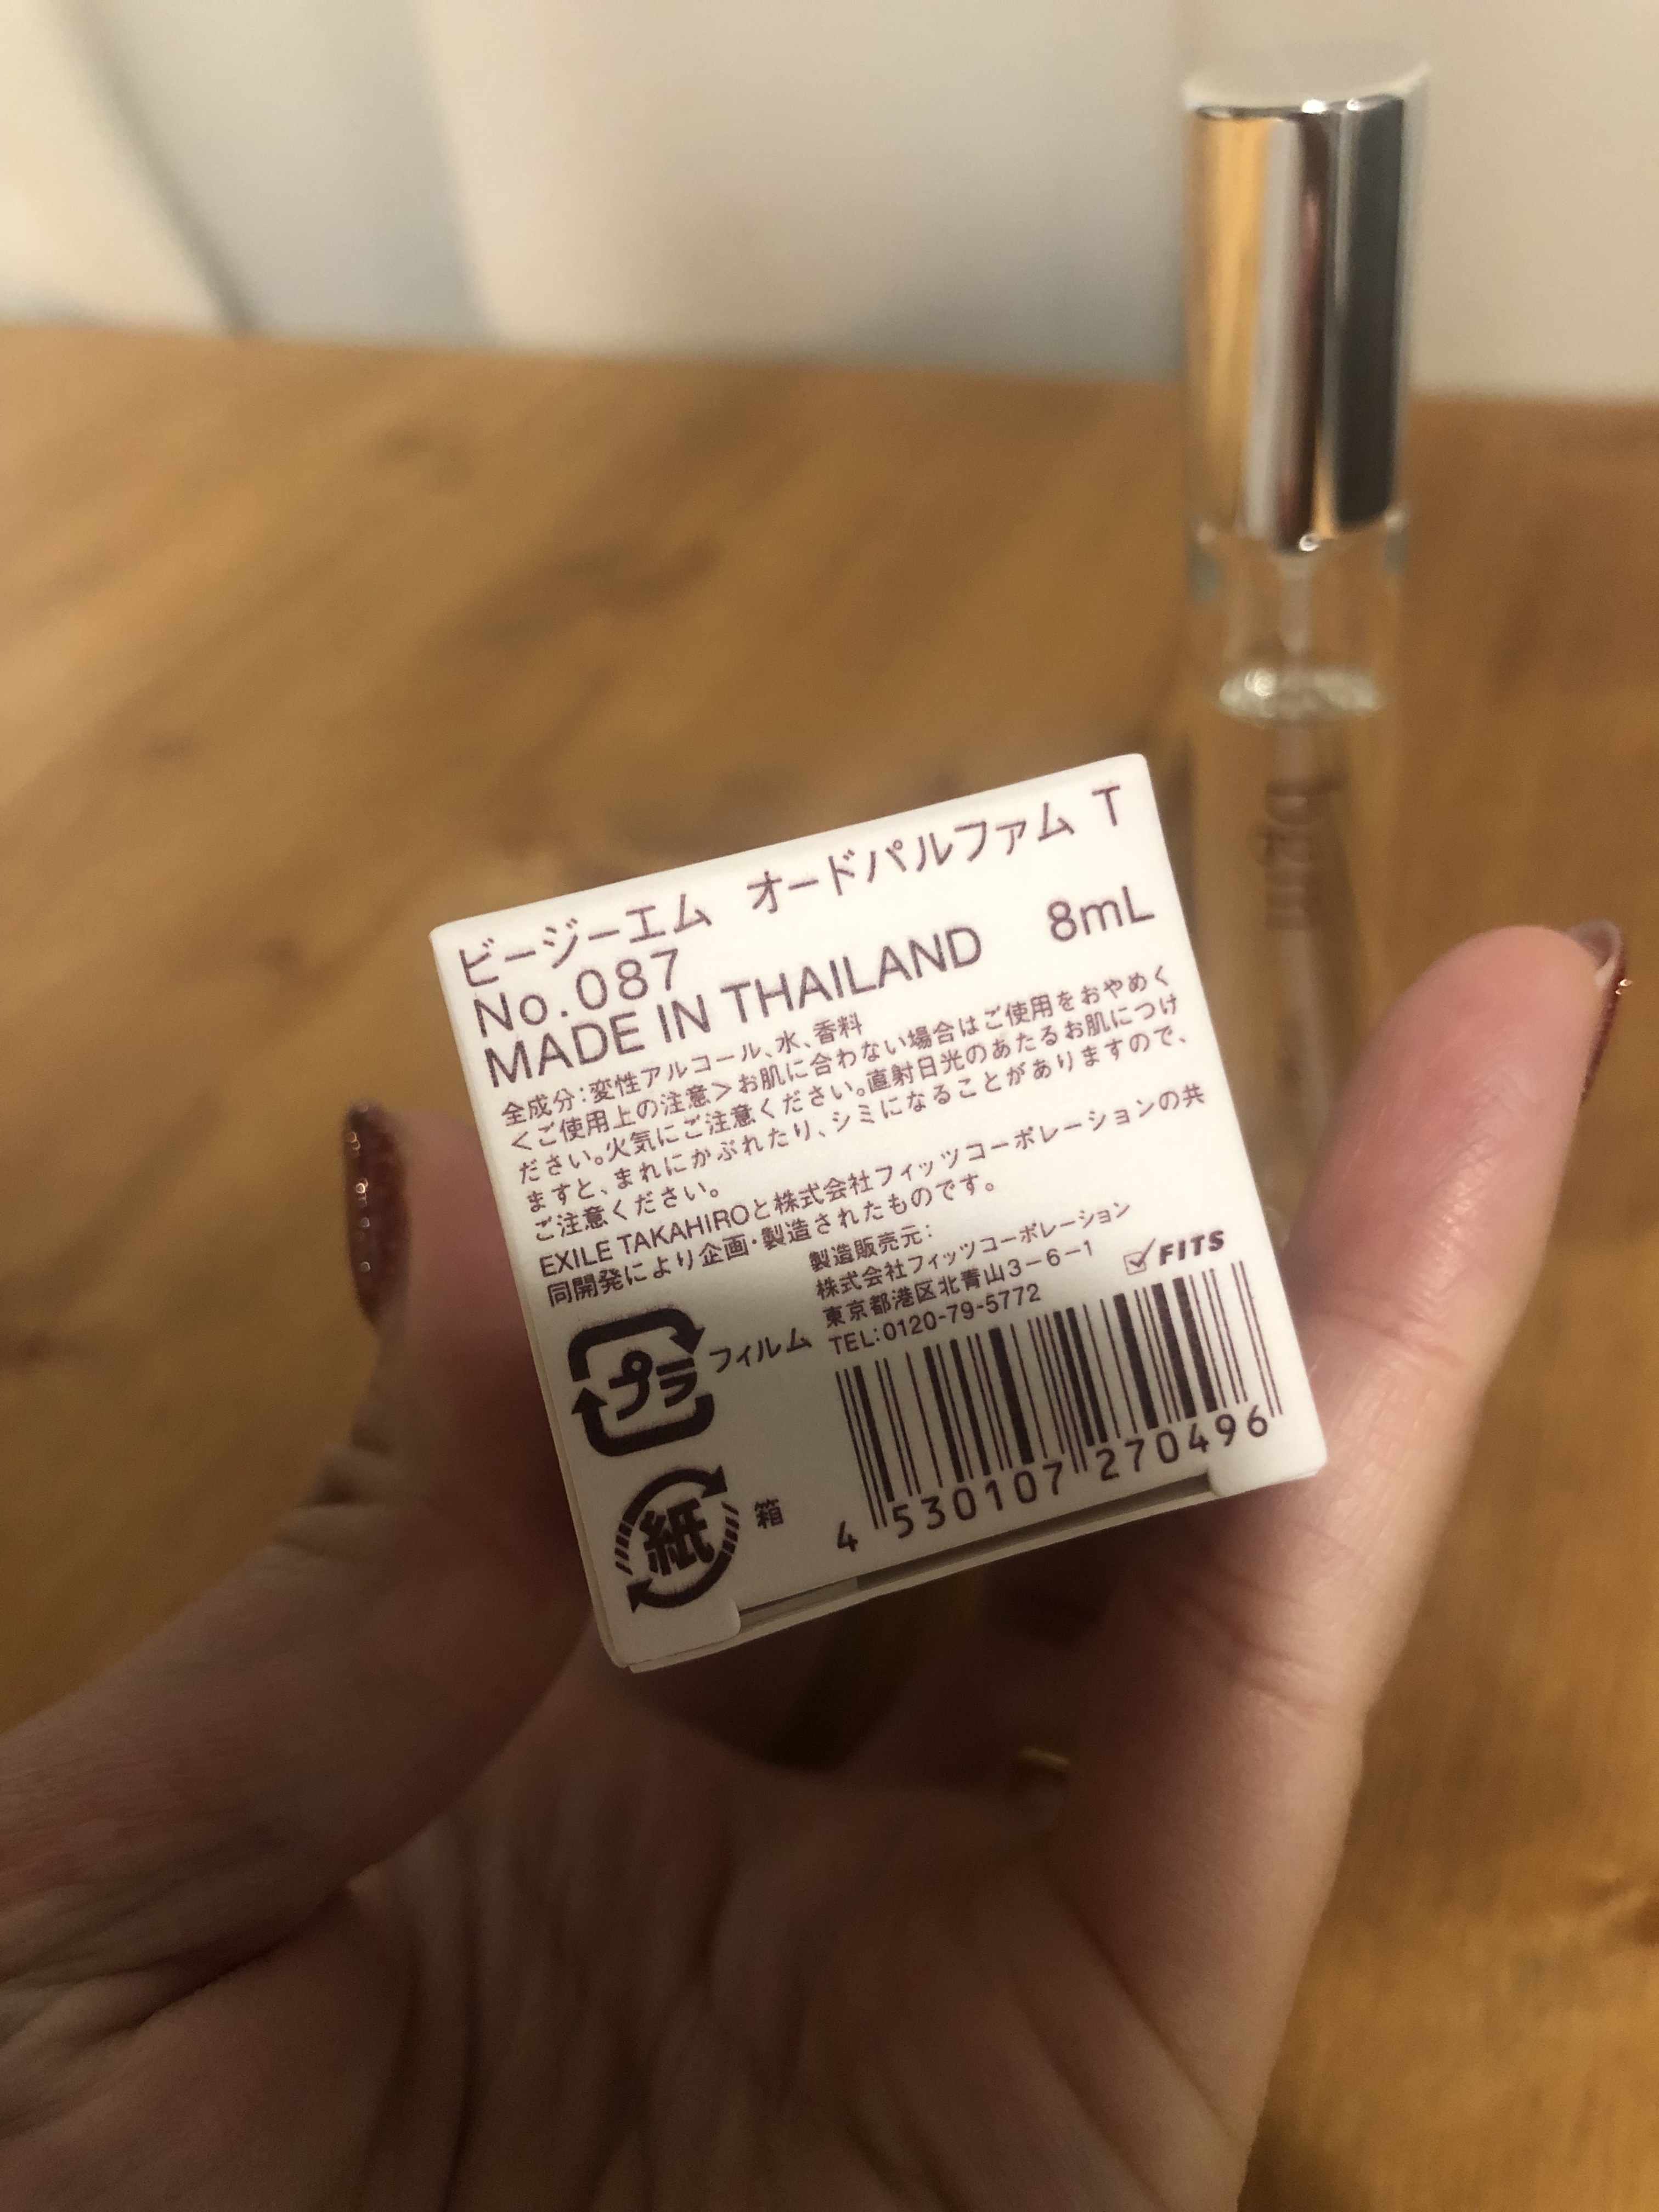 ビージーエム オードパルファム T
No.087 8mL
MADE IN THAILAND
全成分:変性アルコール、水、香料
<ご使用上の注意>お肌に合わない場合はご使用をおやめく
ださい。火気にご注意ください。直射日光のあたるお肌につけ
ますと、まれにかぶれたり、シミになることがありますので、
ご注意ください。
EXILE TAKAHIROと株式会社フィッツコーポレーションの共
同開発により企画・製造されたものです。
製造販売元:
株式会社フィッツコーポレーション
東京都港区北青山3-6-1
TEL:0120-79-5772
FITS
プラ フィルム
紙 箱
4 530107 270496
bgm